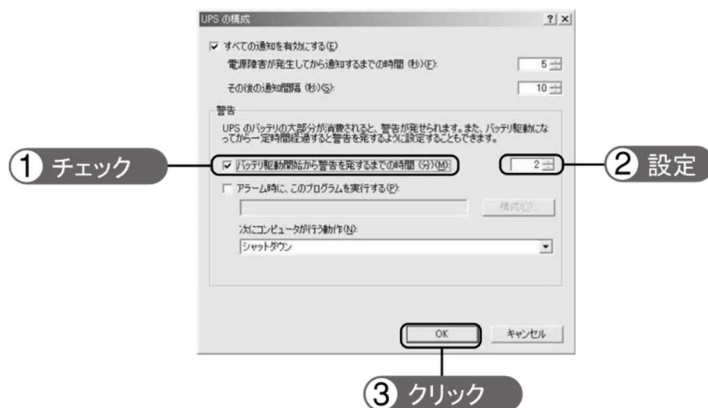 UPS の構成
すべての通知を有効にする(E)
電源障害が発生してから通知するまでの時間 (秒)(F):
5
その後の通知間隔 (秒)(S):
10
警告
UPS のバッテリの大部分が消費されると、警告が発せられます。また、バッテリ駆動にな
ってから一定時間経過すると警告を発するように設定することもできます。
1 チェック
バッテリ駆動開始から警告を発するまでの時間 (分)(M):
2
2 設定
アラーム時に、このプログラムを実行する(P):
構成(C)...
次にコンピュータが行う動作(N):
シャットダウン
OK
キャンセル
3 クリック